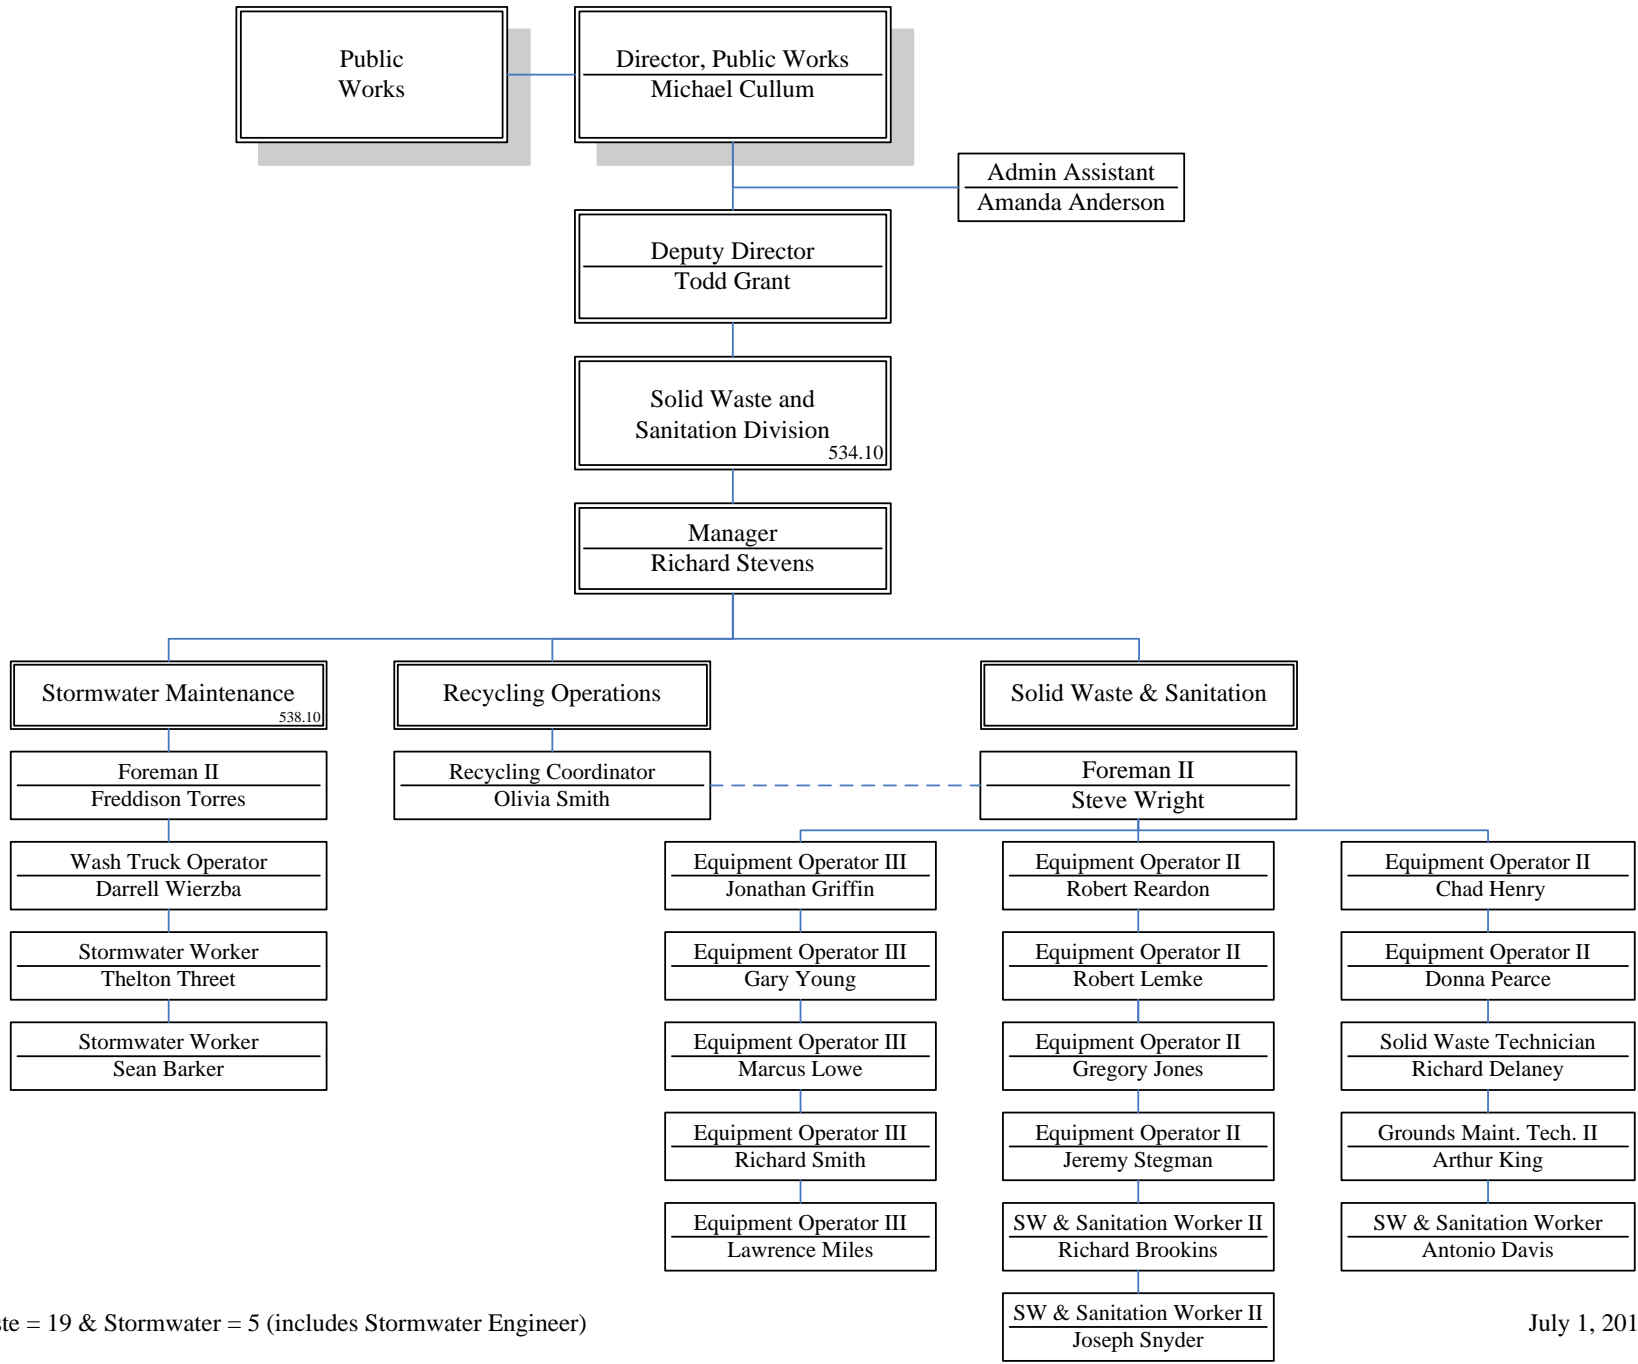 Public
Works
Director, Public Works
Michael Cullum
Admin Assistant
Amanda Anderson
Deputy Director
Todd Grant
Solid Waste and
Sanitation Division
534.10
Manager
Richard Stevens
Stormwater Maintenance
538.10
Recycling Operations
Solid Waste & Sanitation
Foreman II
Freddison Torres
Recycling Coordinator
Olivia Smith
Foreman II
Steve Wright
Wash Truck Operator
Darrell Wierzba
Stormwater Worker
Thelton Threet
Stormwater Worker
Sean Barker
Equipment Operator III
Jonathan Griffin
Equipment Operator III
Gary Young
Equipment Operator III
Marcus Lowe
Equipment Operator III
Richard Smith
Equipment Operator III
Lawrence Miles
Equipment Operator II
Robert Reardon
Equipment Operator II
Robert Lemke
Equipment Operator II
Gregory Jones
Equipment Operator II
Jeremy Stegman
SW & Sanitation Worker II
Richard Brookins
SW & Sanitation Worker II
Joseph Snyder
Equipment Operator II
Chad Henry
Equipment Operator II
Donna Pearce
Solid Waste Technician
Richard Delaney
Grounds Maint. Tech. II
Arthur King
SW & Sanitation Worker
Antonio Davis
= 19 & Stormwater = 5 (includes Stormwater Engineer)
July 1,